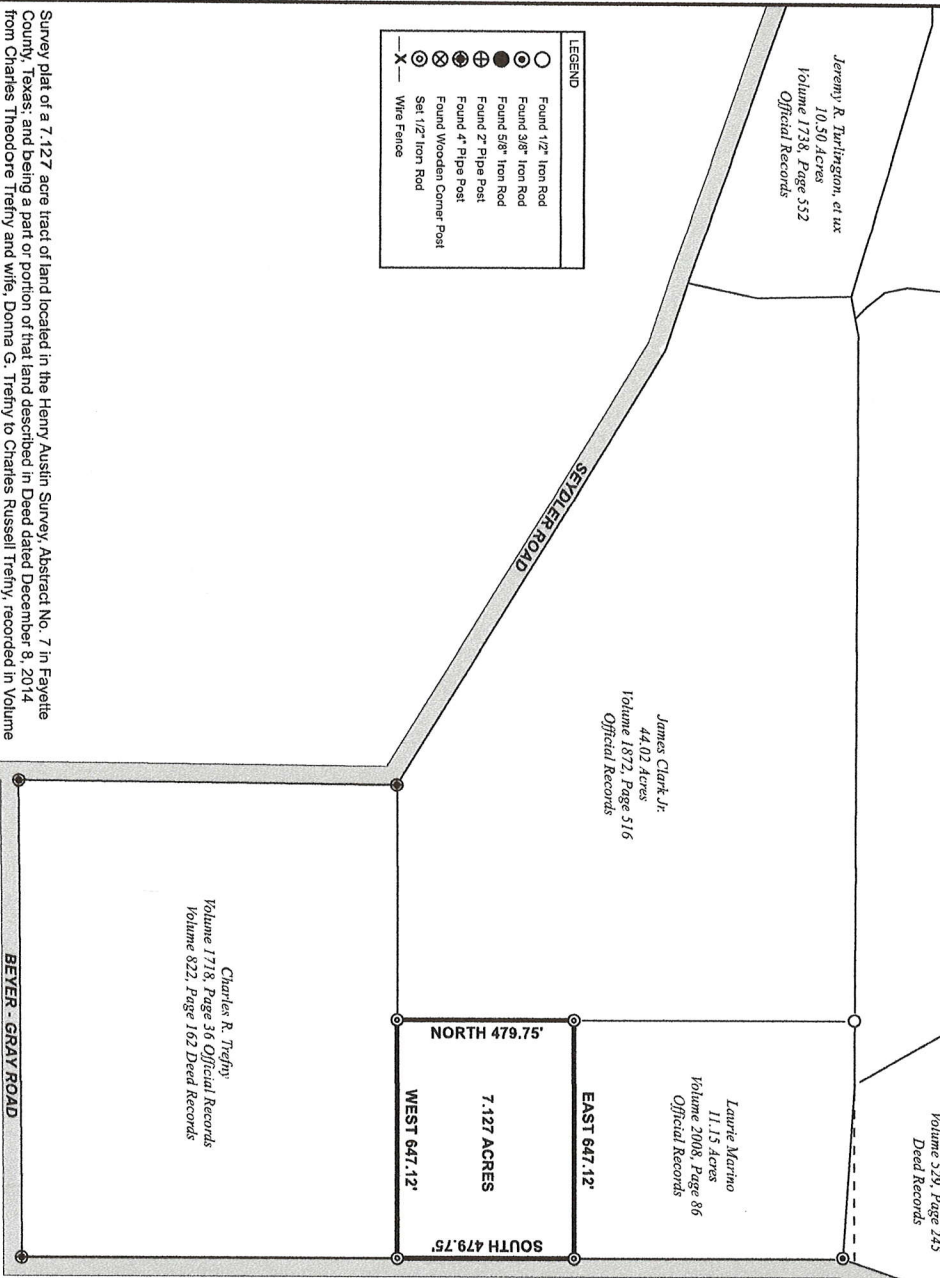 Jeremy R. Turlington, et ux
10.50 Acres
Volume 1738, Page 552
Official Records
Volume 529, Page 245
Deed Records
LEGEND
Found 1/2" Iron Rod
Found 3/8" Iron Rod
Found 5/8" Iron Rod
Found 2" Pipe Post
Found 4" Pipe Post
Found Wooden Corner Post
Set 1/2" Iron Rod
—X— Wire Fence
SEYDLER ROAD
James Clark Jr.
44.02 Acres
Volume 1872, Page 516
Official Records
Laurie Marino
11.15 Acres
Volume 2008, Page 86
Official Records
EAST 647.12'
NORTH 479.75'
7.127 ACRES
SOUTH 479.75'
WEST 647.12'
Charles R. Trefny
Volume 1718, Page 36 Official Records
Volume 822, Page 162 Deed Records
BEYER - GRAY ROAD
Survey plat of a 7.127 acre tract of land located in the Henry Austin Survey, Abstract No. 7 in Fayette
County, Texas; and being a part or portion of that land described in Deed dated December 8, 2014
from Charles Theodore Trefny and wife, Donna G. Trefny to Charles Russell Trefny, recorded in Volume